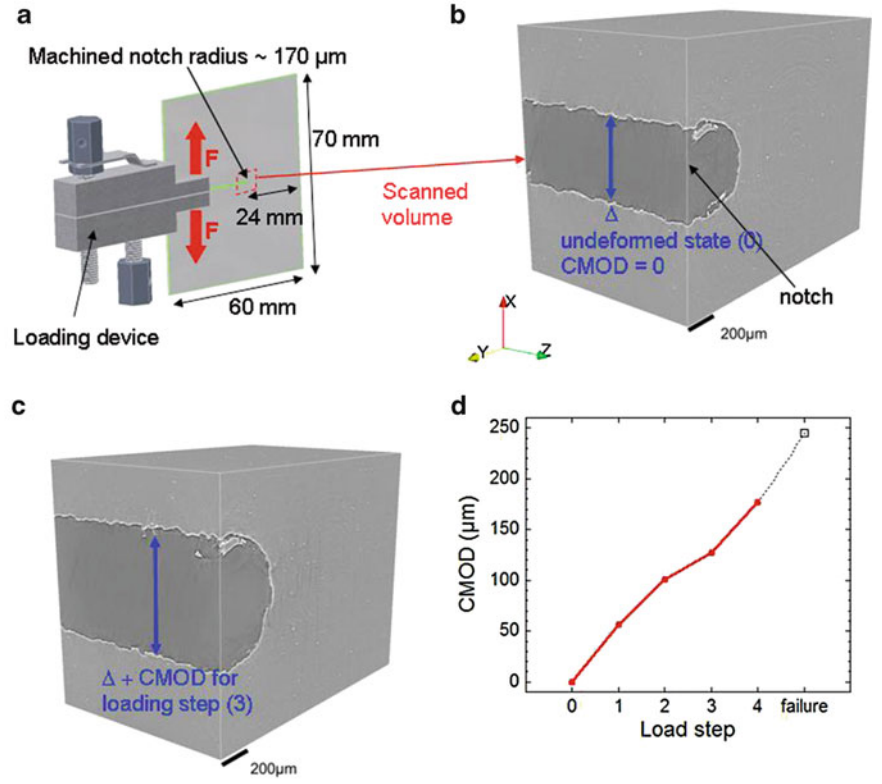 a
Machined notch radius ~ 170 µm
F
F
70 mm
24 mm
60 mm
Loading device
Scanned
volume
b
Δ
undeformed state (0)
CMOD = 0
notch
200µm
X
Y
Z
c
Δ + CMOD for
loading step (3)
200µm
d
CMOD (µm)
250
200
150
100
50
0
0 1 2 3 4 failure
Load step